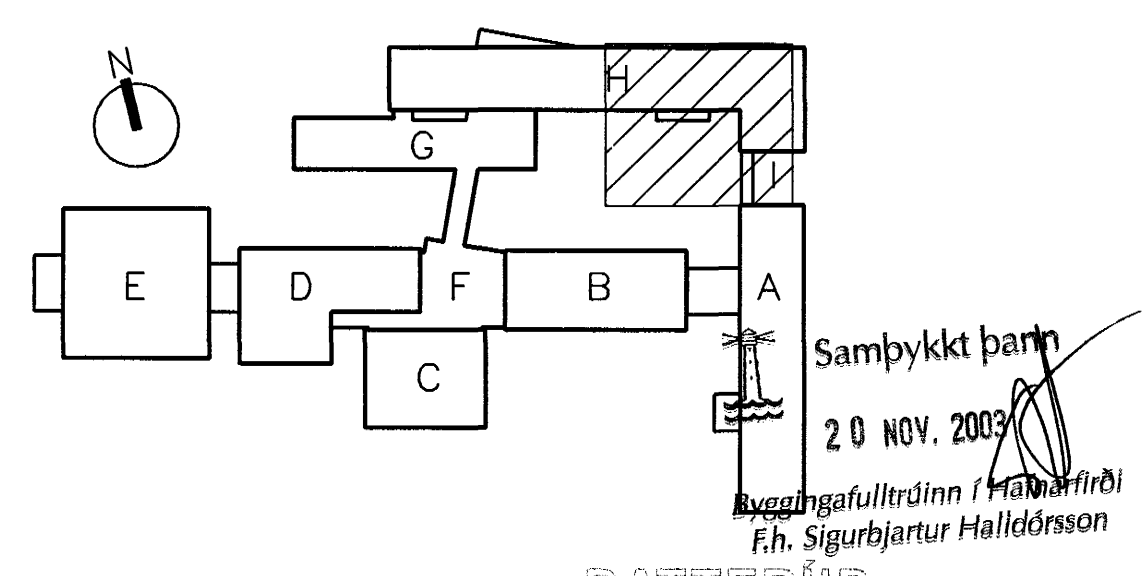 N
H
G
I
E
D
F
B
A
C
Samþykkt þann
20 NOV. 2003
Byggingafulltrúinn í Hafnarfirði
F.h. Sigurbjartur Halldórsson